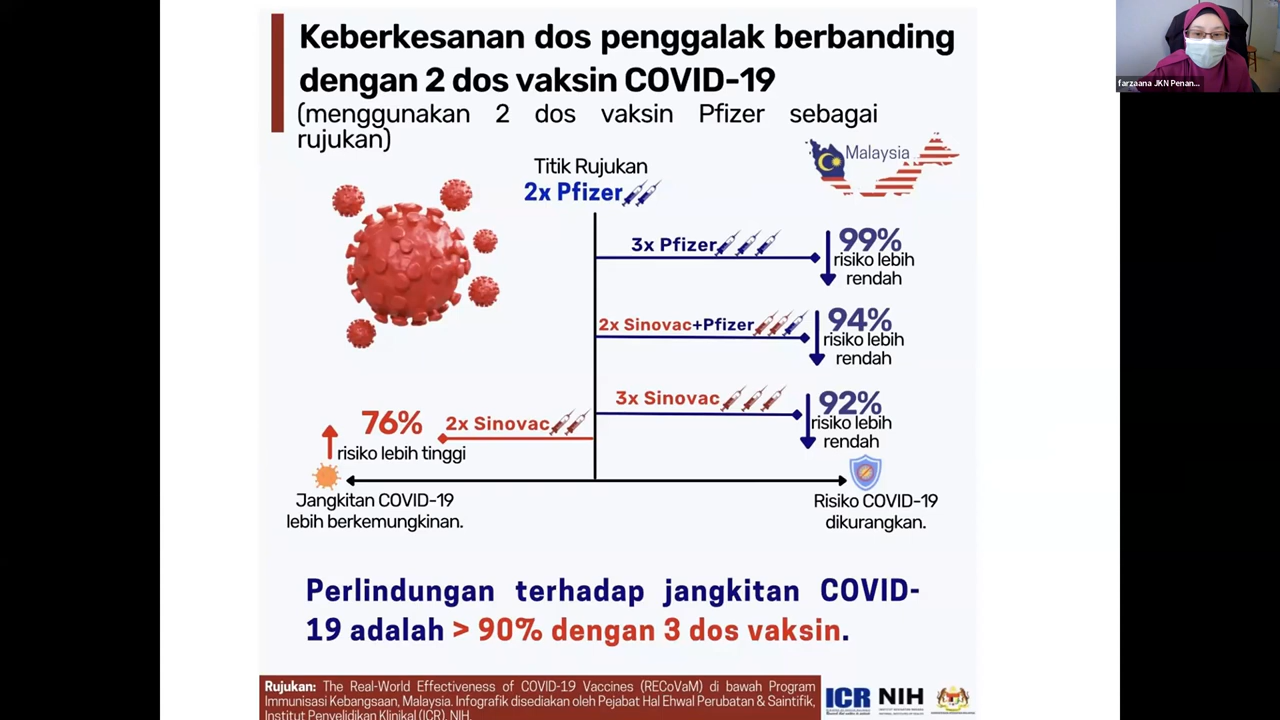 Keberkesanan dos penggalak berbanding
dengan 2 dos vaksin COVID-19
(menggunakan 2 dos vaksin Pfizer sebagai
rujukan)
farzaana JKN Penan...
Malaysia
Titik Rujukan
2x Pfizer
3x Pfizer
99%
risiko lebih
rendah
2x Sinovac+Pfizer
94%
risiko lebih
rendah
3x Sinovac
92%
risiko lebih
rendah
76%
2x Sinovac
risiko lebih tinggi
Jangkitan COVID-19
lebih berkemungkinan.
Risiko COVID-19
dikurangkan.
Perlindungan terhadap jangkitan COVID-
19 adalah > 90% dengan 3 dos vaksin.
Rujukan: The Real-World Effectiveness of COVID-19 Vaccines (RECoVaM) di bawah Program
Immunisasi Kebangsaan, Malaysia. Infografik disediakan oleh Pejabat Hal Ehwal Perubatan & Saintifik,
Institut Penyelidikan Klinikal (ICR), NIH.
ICR
NIH